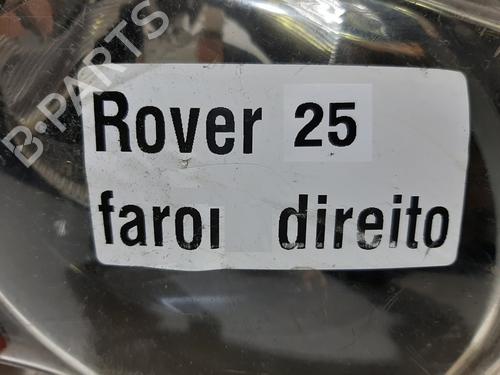 B-PARTS
Rover 25
farol direito